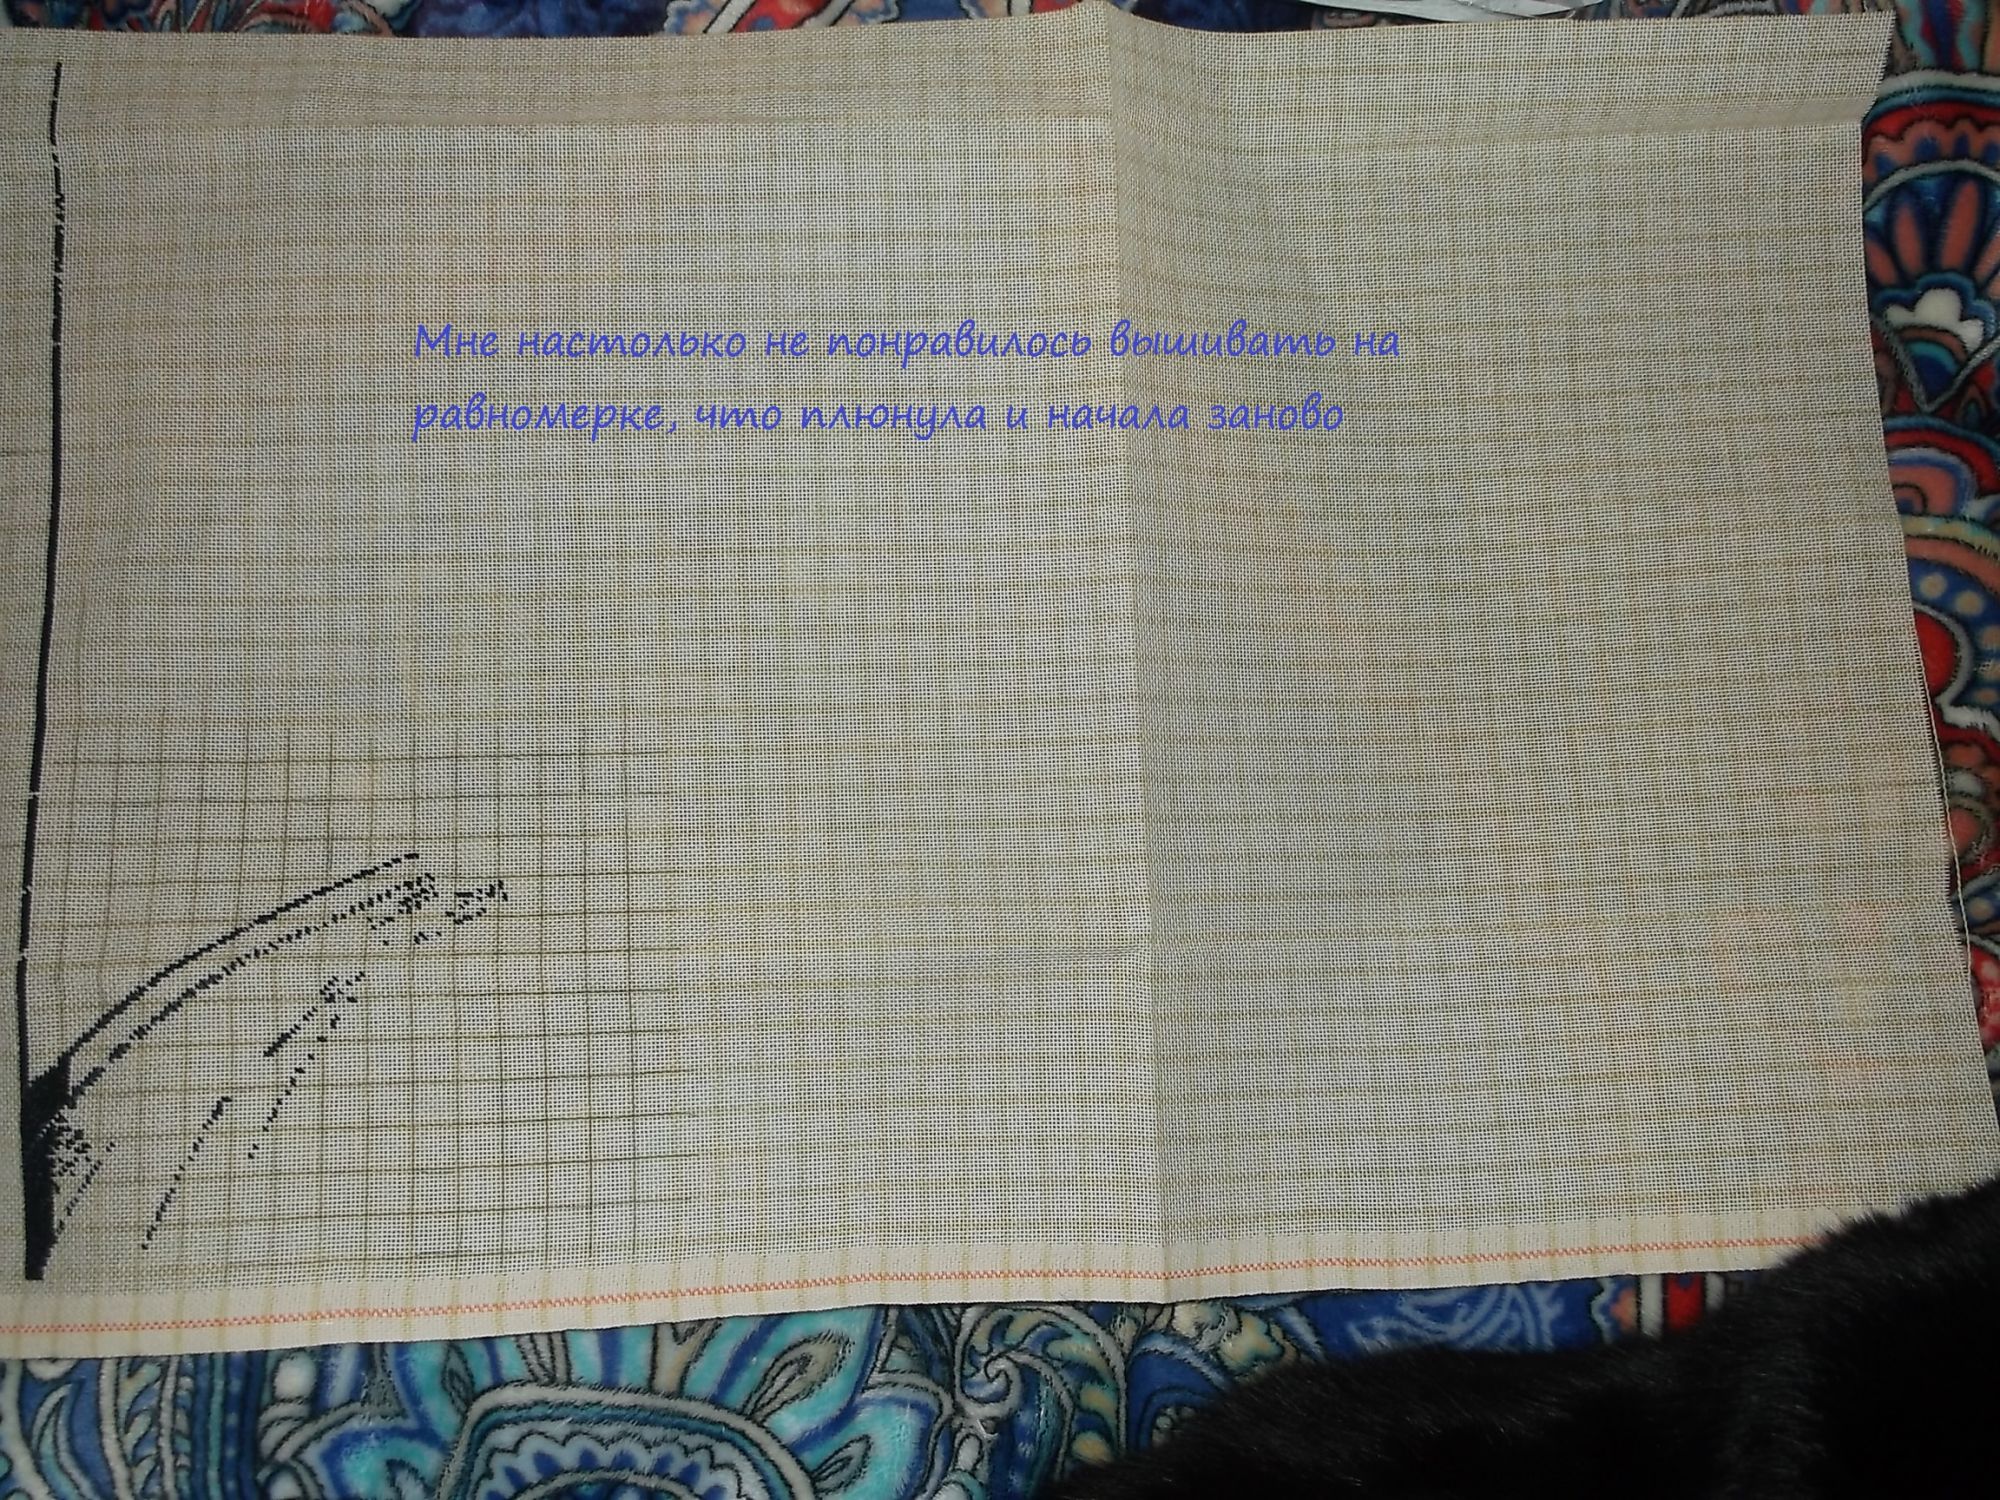 Мне настолько не понравилось вышивать на
равномерке, что плюнула и начала заново